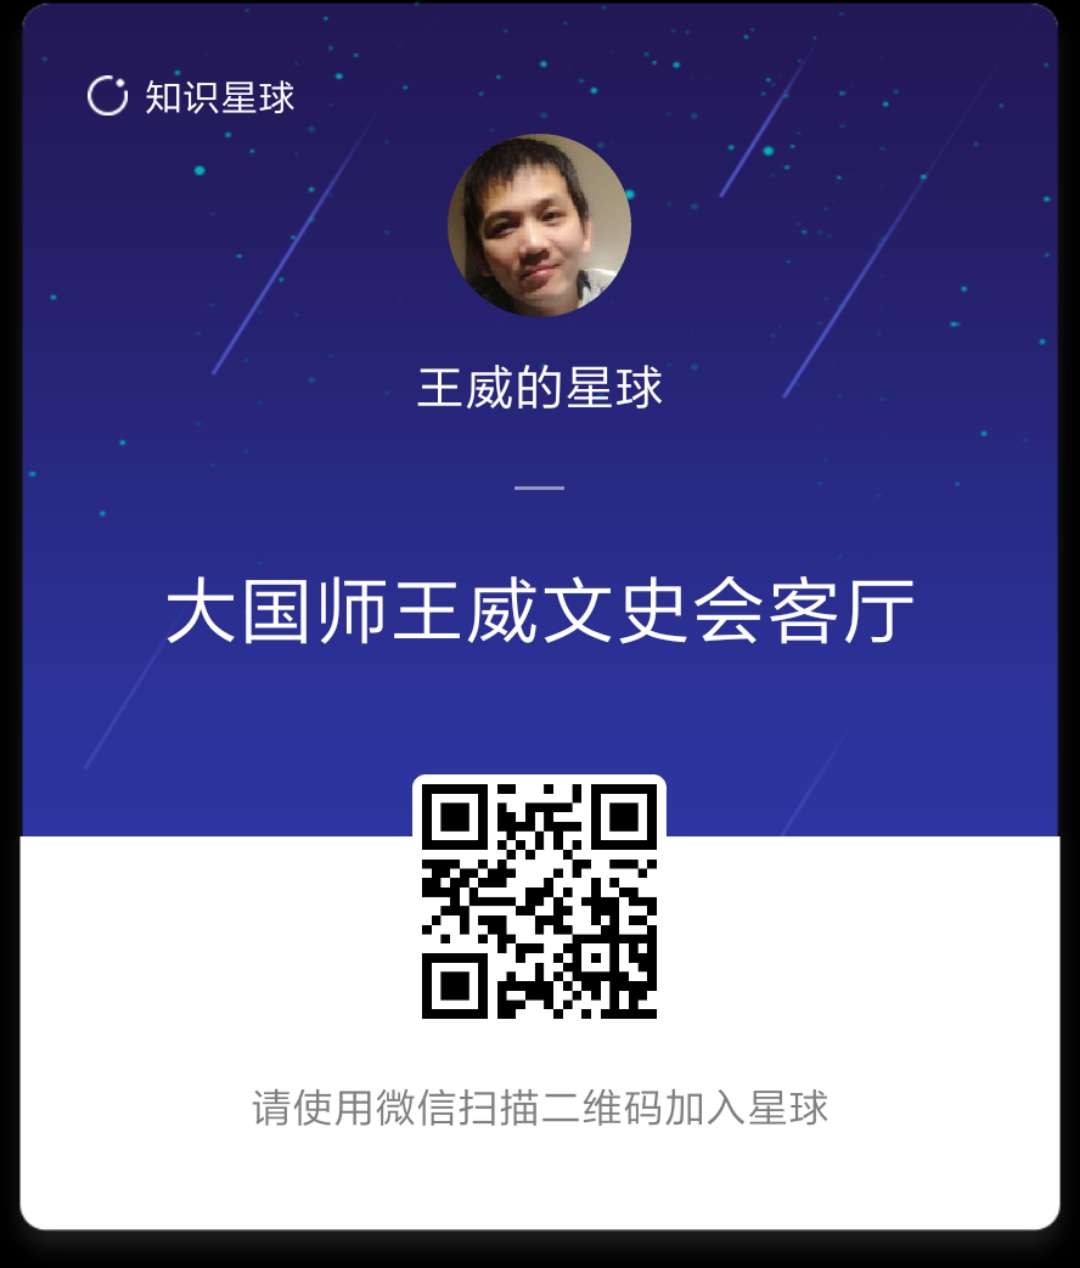 知识星球
王威的星球
大国师王威文史会客厅
请使用微信扫描二维码加入星球